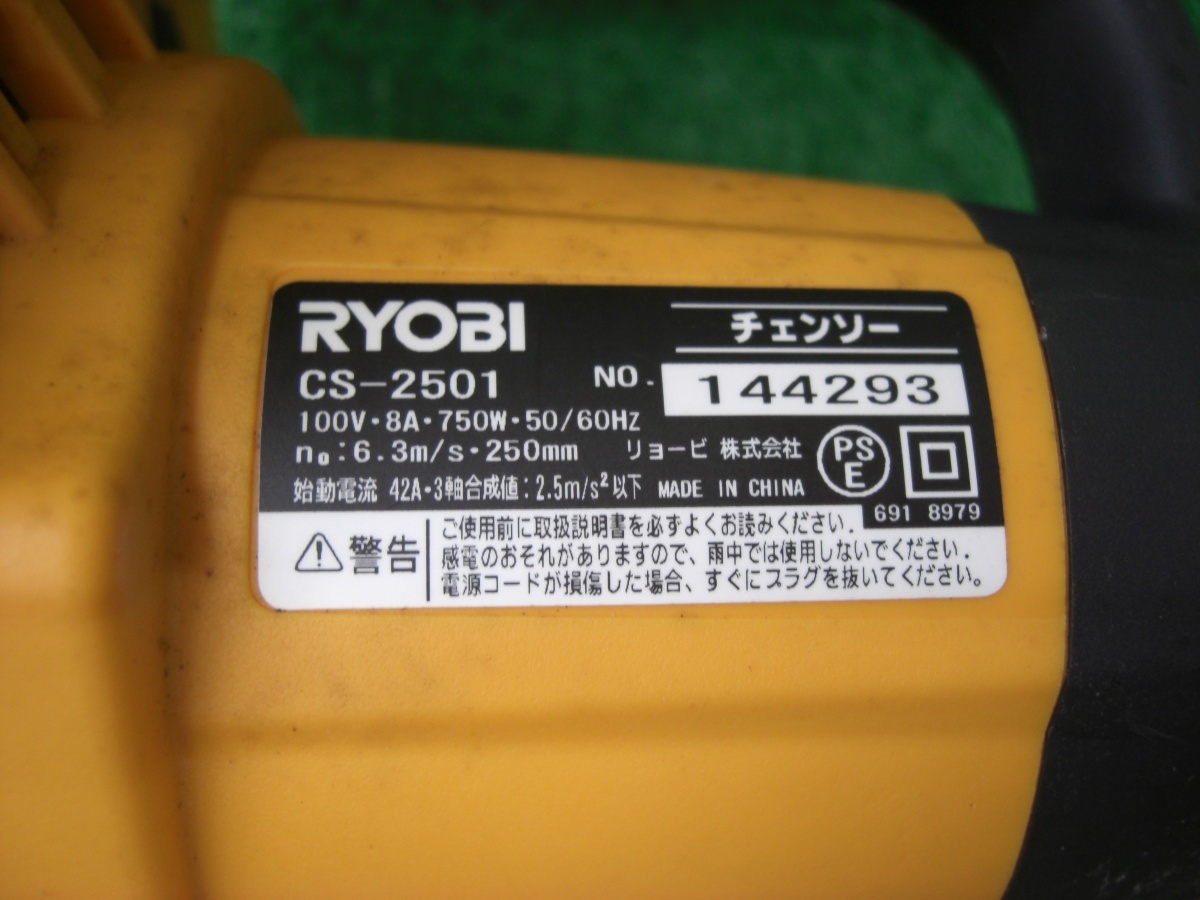 RYOBI
チェンソー
CS-2501
NO. 144293
100V・8A・750W・50/60Hz
n₀:6.3m/s・250mm リョービ 株式会社
PS
E
始動電流 42A・3軸合成値:2.5m/s²以下 MADE IN CHINA
691 8979
警告
ご使用前に取扱説明書を必ずよくお読みください.
感電のおそれがありますので、雨中では使用しないでください.
電源コードが損傷した場合、すぐにプラグを抜いてください。